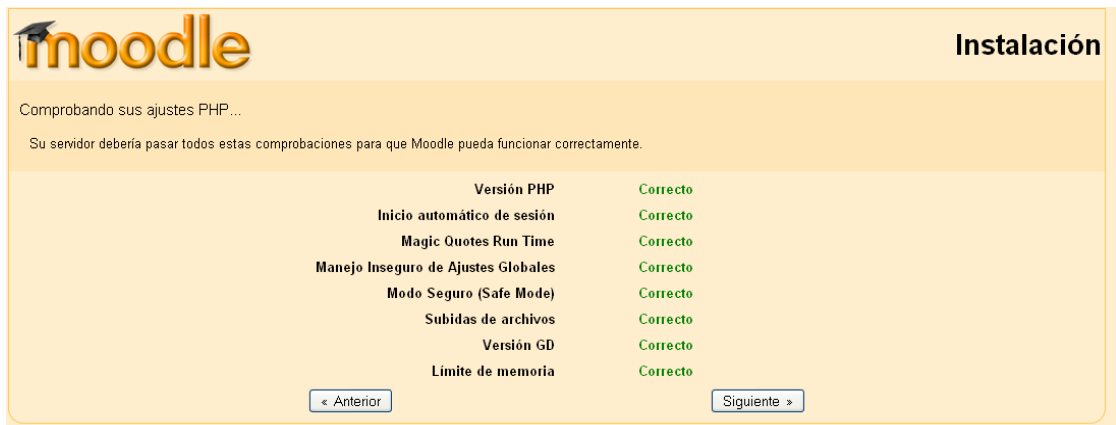 moodle
Instalación
Comprobando sus ajustes PHP...
Su servidor debería pasar todos estas comprobaciones para que Moodle pueda funcionar correctamente.
Versión PHP Correcto
Inicio automático de sesión Correcto
Magic Quotes Run Time Correcto
Manejo Inseguro de Ajustes Globales Correcto
Modo Seguro (Safe Mode) Correcto
Subidas de archivos Correcto
Versión GD Correcto
Límite de memoria Correcto
« Anterior Siguiente »